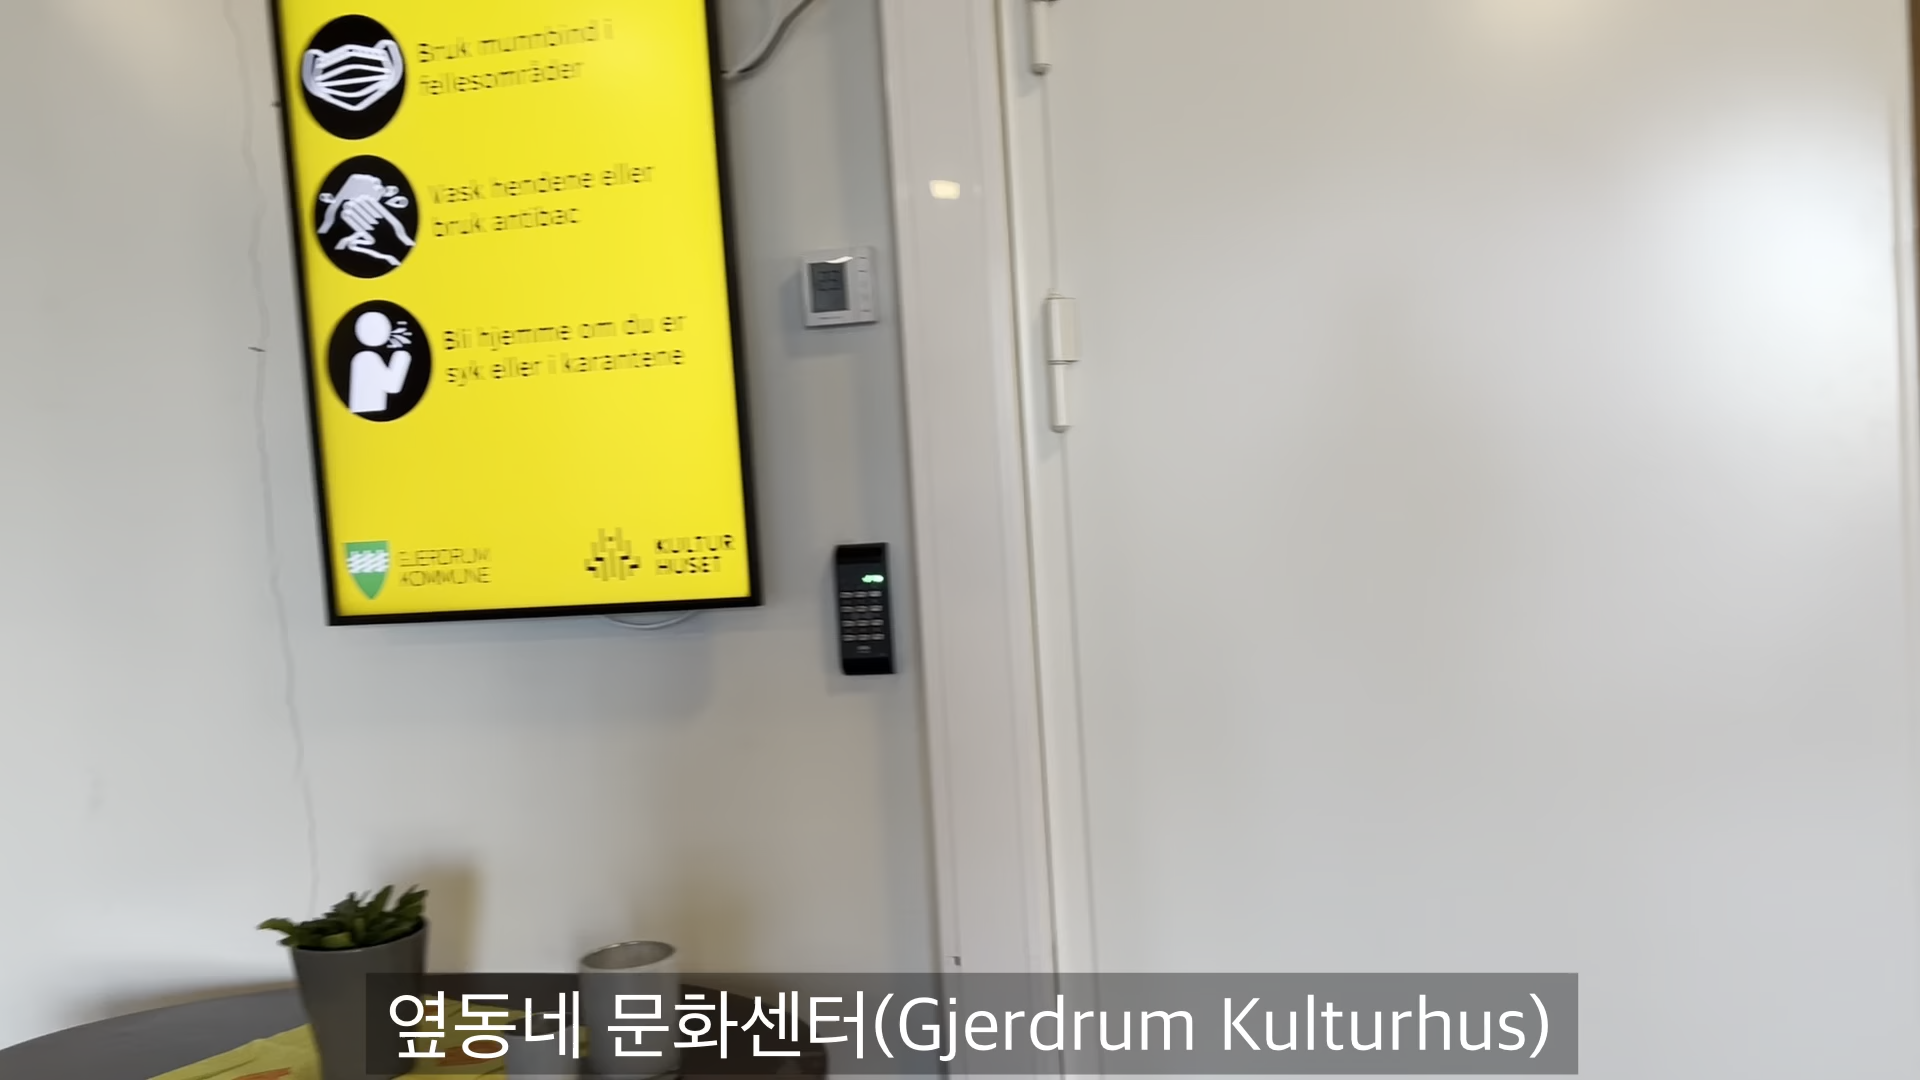 Bruk munnbind i
fellesområder
Vask hendene eller
bruk antibac
Bli hjemme om du er
syk eller i karantene
GJERDRUM
KOMMUNE
KULTUR
HUSET
옆동네 문화센터(Gjerdrum Kulturhus)